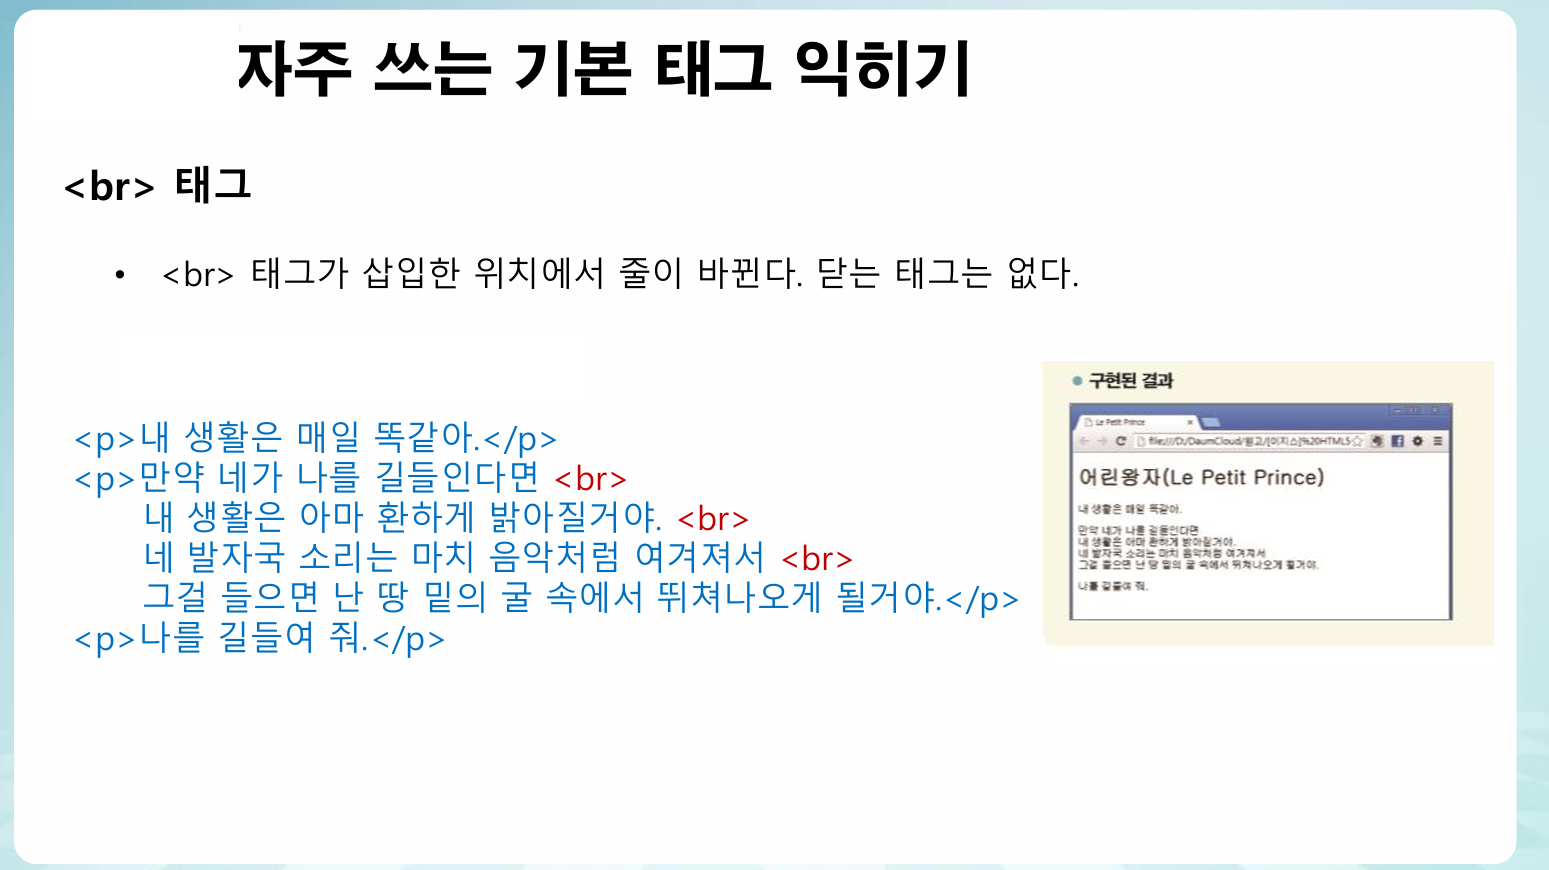 자주 쓰는 기본 태그 익히기
<br> 태그
• <br> 태그가 삽입한 위치에서 줄이 바뀐다. 닫는 태그는 없다.
<p>내 생활은 매일 똑같아.</p>
<p>만약 네가 나를 길들인다면 <br>
내 생활은 아마 환하게 밝아질거야. <br>
네 발자국 소리는 마치 음악처럼 여겨져서 <br>
그걸 들으면 난 땅 밑의 굴 속에서 뛰쳐나오게 될거야.</p>
<p>나를 길들여 줘.</p>
● 구현된 결과
Le Petit Prince
file:///D:/DaumCloud/원고/[이지스]%20HTML5
어린왕자(Le Petit Prince)
내 생활은 매일 똑같아.
만약 네가 나를 길들인다면
내 생활은 아마 환하게 밝아질거야.
네 발자국 소리는 마치 음악처럼 여겨져서
그걸 들으면 난 땅 밑의 굴 속에서 뛰쳐나오게 될거야.
나를 길들여 줘.